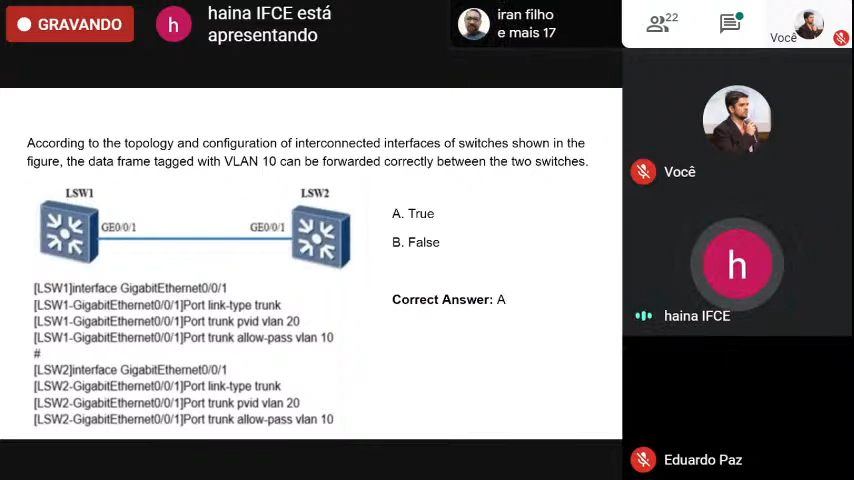 GRAVANDO
h
haina IFCE está
apresentando
iran filho
e mais 17
22
Você
According to the topology and configuration of interconnected interfaces of switches shown in the
figure, the data frame tagged with VLAN 10 can be forwarded correctly between the two switches.
LSW1
LSW2
GE0/0/1
GE0/0/1
[LSW1]interface GigabitEthernet0/0/1
[LSW1-GigabitEthernet0/0/1]Port link-type trunk
[LSW1-GigabitEthernet0/0/1]Port trunk pvid vlan 20
[LSW1-GigabitEthernet0/0/1]Port trunk allow-pass vlan 10
#
[LSW2]interface GigabitEthernet0/0/1
[LSW2-GigabitEthernet0/0/1]Port link-type trunk
[LSW2-GigabitEthernet0/0/1]Port trunk pvid vlan 20
[LSW2-GigabitEthernet0/0/1]Port trunk allow-pass vlan 10
A. True
B. False
Correct Answer: A
Você
h
haina IFCE
Eduardo Paz